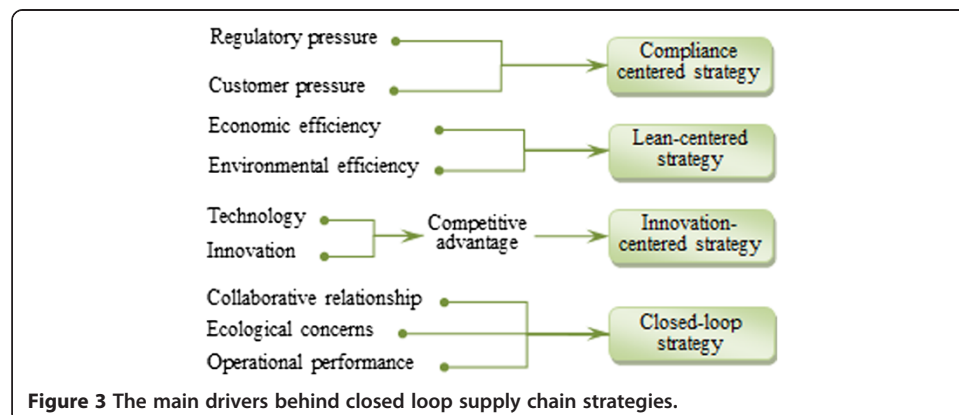 Regulatory pressure
Customer pressure
Compliance
centered strategy
Economic efficiency
Environmental efficiency
Lean-centered
strategy
Technology
Innovation
Competitive
advantage
Innovation-
centered strategy
Collaborative relationship
Ecological concerns
Operational performance
Closed-loop
strategy
Figure 3 The main drivers behind closed loop supply chain strategies.